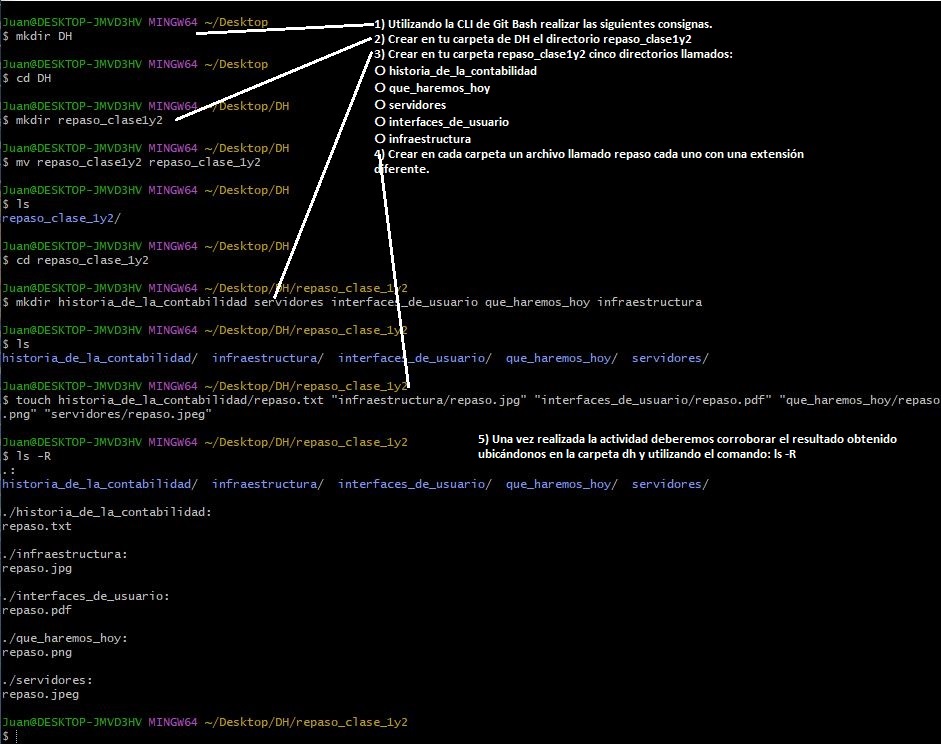 Juan@DESKTOP-JMVD3HV MINGW64 ~/Desktop
$ mkdir DH
Juan@DESKTOP-JMVD3HV MINGW64 ~/Desktop
$ cd DH
Juan@DESKTOP-JMVD3HV MINGW64 ~/Desktop/DH
$ mkdir repaso_clase1y2
Juan@DESKTOP-JMVD3HV MINGW64 ~/Desktop/DH
$ mv repaso_clase1y2 repaso_clase_1y2
Juan@DESKTOP-JMVD3HV MINGW64 ~/Desktop/DH
$ ls
repaso_clase_1y2/
Juan@DESKTOP-JMVD3HV MINGW64 ~/Desktop/DH
$ cd repaso_clase_1y2
1) Utilizando la CLI de Git Bash realizar las siguientes consignas.
2) Crear en tu carpeta de DH el directorio repaso_clase1y2
3) Crear en tu carpeta repaso_clase1y2 cinco directorios llamados:
O historia_de_la_contabilidad
O que_haremos_hoy
O servidores
O interfaces_de_usuario
O infraestructura
4) Crear en cada carpeta un archivo llamado repaso cada uno con una extensión
diferente.
Juan@DESKTOP-JMVD3HV MINGW64 ~/Desktop/DH/repaso_clase_1y2
$ mkdir historia_de_la_contabilidad servidores interfaces_de_usuario que_haremos_hoy infraestructura
Juan@DESKTOP-JMVD3HV MINGW64 ~/Desktop/DH/repaso_clase_1y2
$ ls
historia_de_la_contabilidad/ infraestructura/ interfaces_de_usuario/ que_haremos_hoy/ servidores/
Juan@DESKTOP-JMVD3HV MINGW64 ~/Desktop/DH/repaso_clase_1y2
$ touch historia_de_la_contabilidad/repaso.txt "infraestructura/repaso.jpg" "interfaces_de_usuario/repaso.pdf" "que_haremos_hoy/repaso
.png" "servidores/repaso.jpeg"
Juan@DESKTOP-JMVD3HV MINGW64 ~/Desktop/DH/repaso_clase_1y2
$ ls -R
.:
5) Una vez realizada la actividad deberemos corroborar el resultado obtenido
ubicándonos en la carpeta dh y utilizando el comando: ls -R
historia_de_la_contabilidad/ infraestructura/ interfaces_de_usuario/ que_haremos_hoy/ servidores/
./historia_de_la_contabilidad:
repaso.txt
./infraestructura:
repaso.jpg
./interfaces_de_usuario:
repaso.pdf
./que_haremos_hoy:
repaso.png
./servidores:
repaso.jpeg
Juan@DESKTOP-JMVD3HV MINGW64 ~/Desktop/DH/repaso_clase_1y2
$